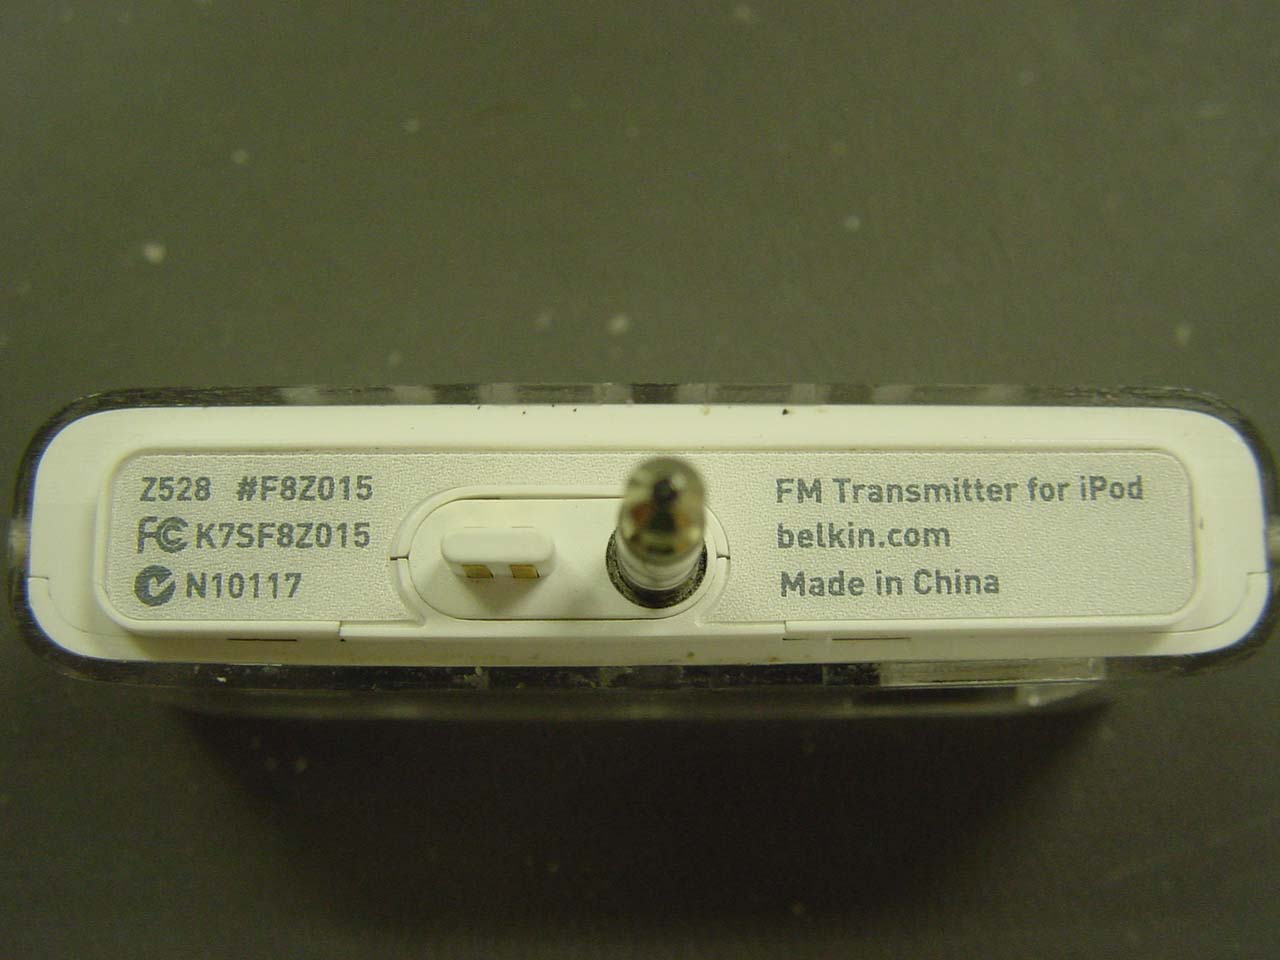 Z528 #F8Z015
FC K7SF8Z015
N10117
FM Transmitter for iPod
belkin.com
Made in China